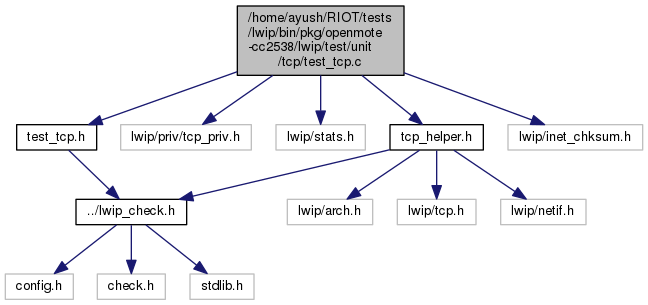 /home/ayush/RIOT/tests
/lwip/bin/pkg/openmote
-cc2538/lwip/test/unit
/tcp/test_tcp.c
test_tcp.h
lwip/priv/tcp_priv.h
lwip/stats.h
tcp_helper.h
lwip/inet_chksum.h
../lwip_check.h
lwip/arch.h
lwip/tcp.h
lwip/netif.h
config.h
check.h
stdlib.h